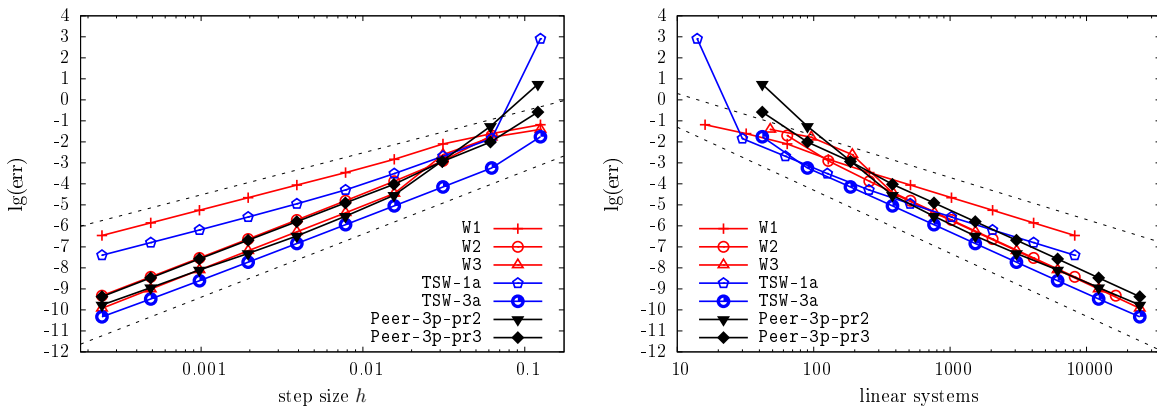 4
3
2
1
0
-1
-2
-3
-4
-5
-6
-7
-8
-9
-10
-11
-12
lg(err)
0.001
0.01
0.1
step size h
W1
W2
W3
TSW-1a
TSW-3a
Peer-3p-pr2
Peer-3p-pr3
4
3
2
1
0
-1
-2
-3
-4
-5
-6
-7
-8
-9
-10
-11
-12
lg(err)
10
100
1000
10000
linear systems
W1
W2
W3
TSW-1a
TSW-3a
Peer-3p-pr2
Peer-3p-pr3